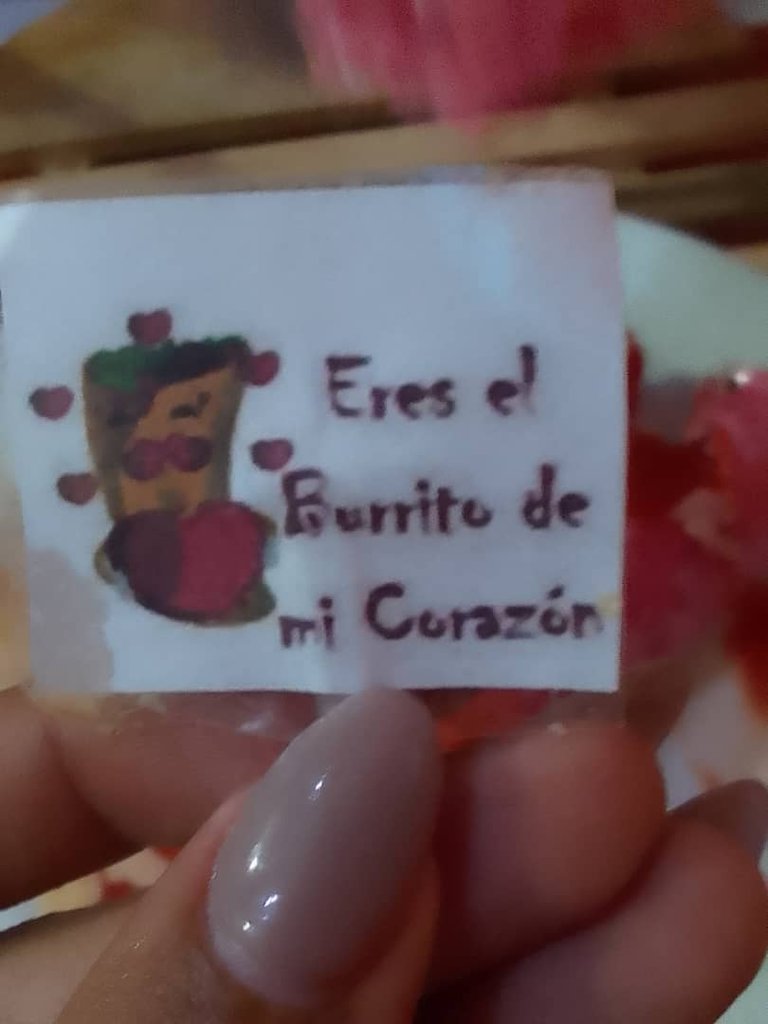 Eres el
Burrito de
mi Corazón